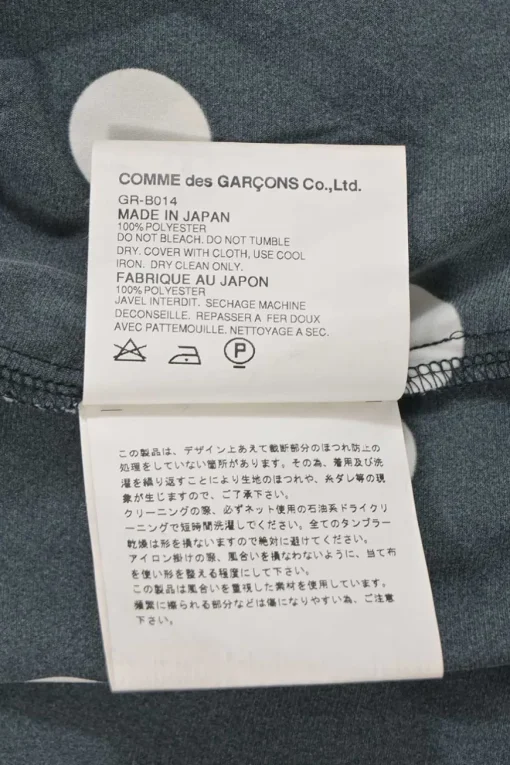 COMME des GARÇONS Co.,Ltd.
GR-B014
MADE IN JAPAN
100% POLYESTER
DO NOT BLEACH. DO NOT TUMBLE
DRY. COVER WITH CLOTH, USE COOL
IRON. DRY CLEAN ONLY.
FABRIQUE AU JAPON
100% POLYESTER
JAVEL INTERDIT. SECHAGE MACHINE
DECONSEILLE. REPASSER A FER DOUX
AVEC PATTEMOUILLE. NETTOYAGE A SEC.
P
この製品は、デザイン上あえて裁断部分のほつれ防止の
処理をしていない箇所があります。その為、着用及び洗
濯を繰り返すことにより生地のほつれや、糸ダレ等の現
象が生じますので、ご了承下さい。
クリーニングの際、必ずネット使用の石油系ドライクリ
ーニングで短時間洗濯してください。全てのタンブラー
乾燥は形を損ないますので絶対に避けてください。
アイロン掛けの際、風合いを損なわないように、当て布
を使い形を整える程度にして下さい。
この製品は風合いを重視した素材を使用しています。
頻繁に擦られる部分などは傷になりやすい為、ご注意
下さい。